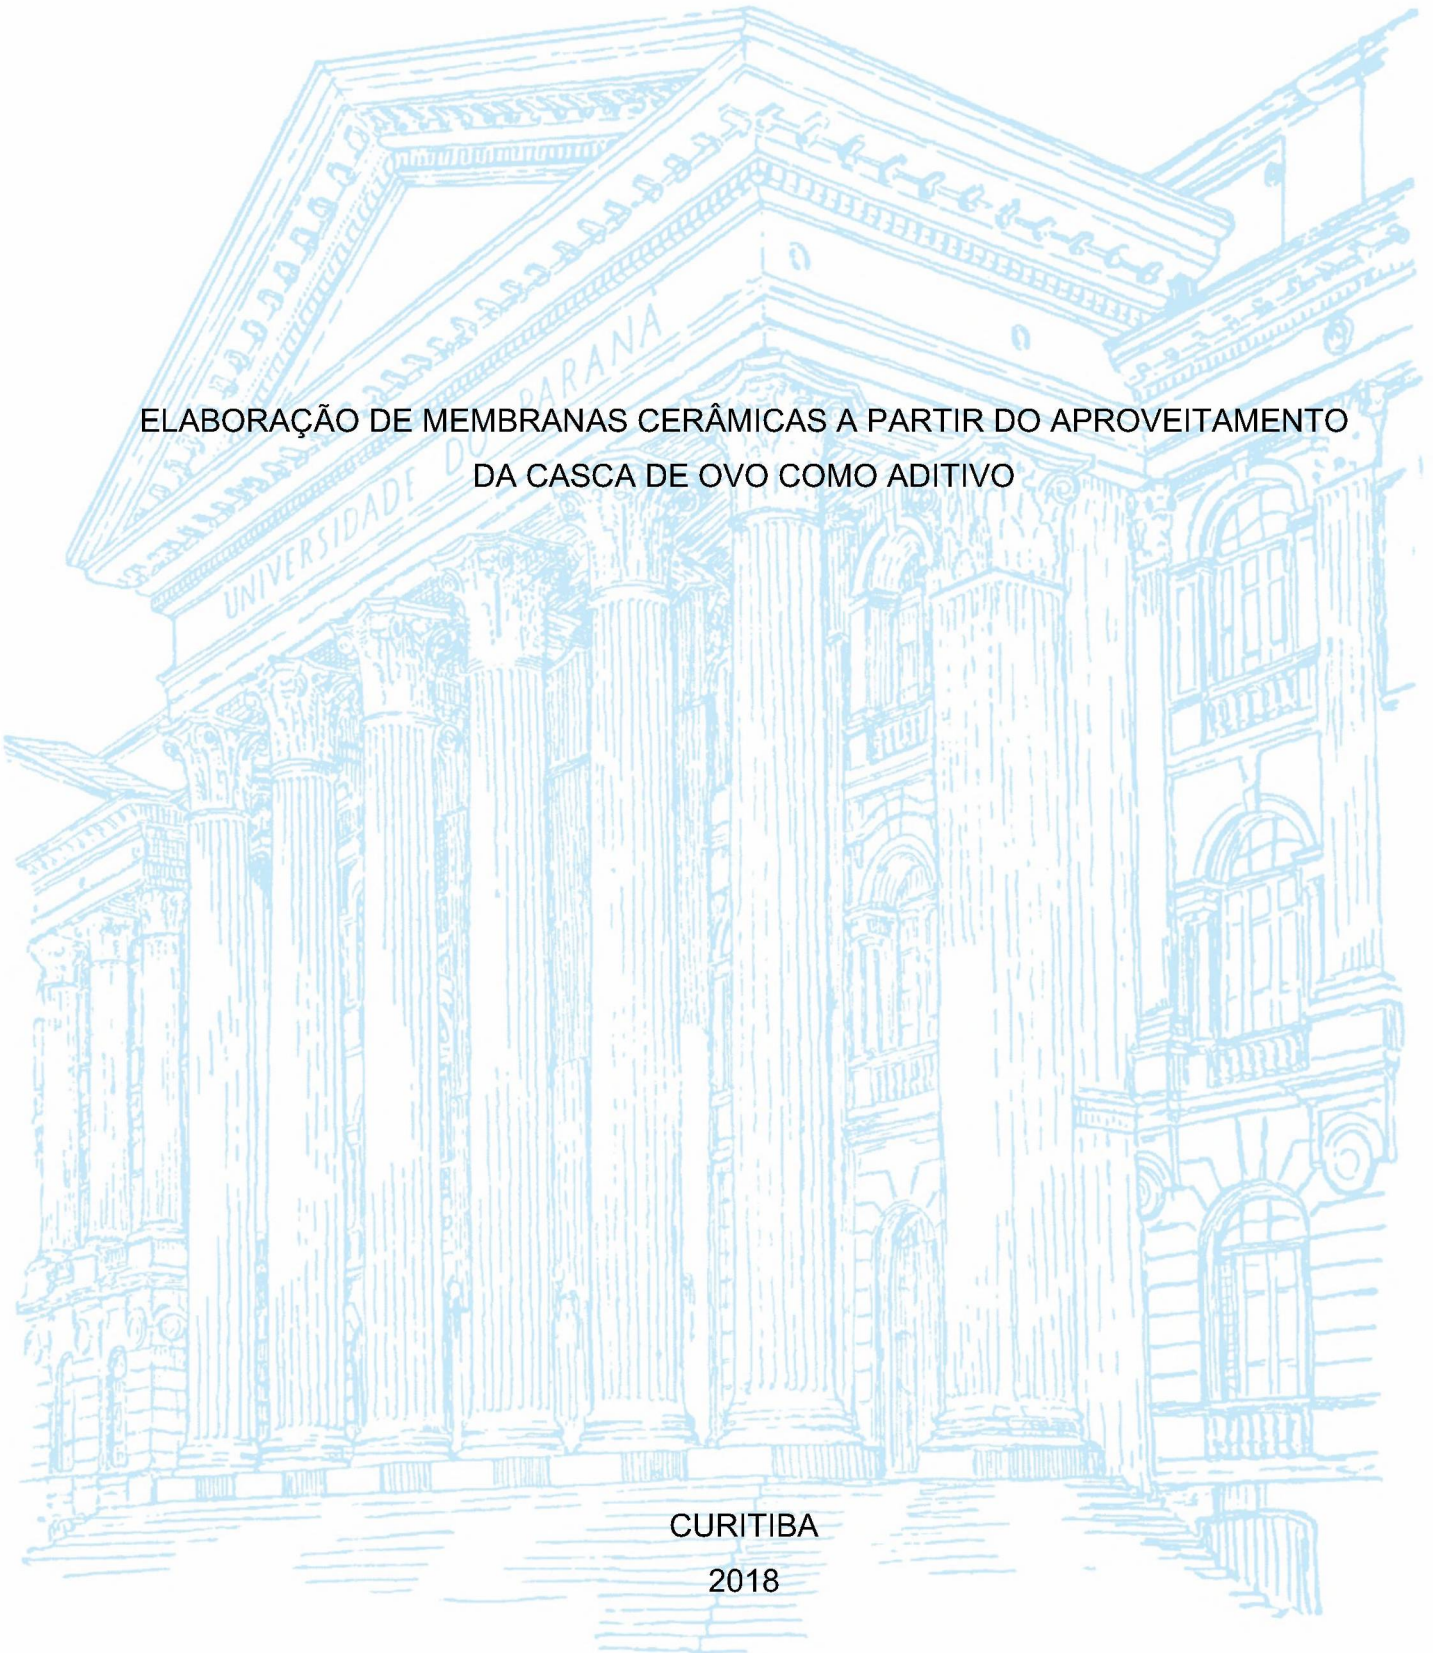 UNIVERSIDADE DO PARANÁ
ELABORAÇÃO DE MEMBRANAS CERÂMICAS A PARTIR DO APROVEITAMENTO
DA CASCA DE OVO COMO ADITIVO
CURITIBA
2018